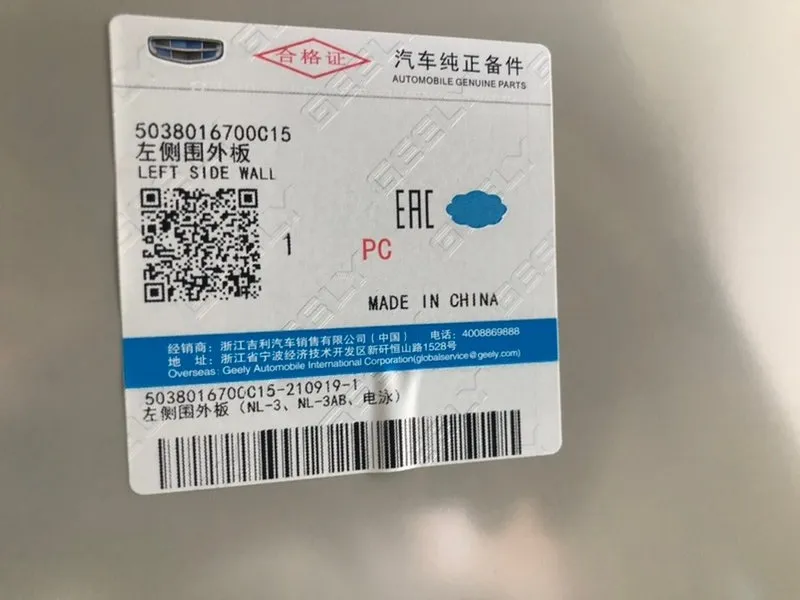 合格证
汽车纯正备件
AUTOMOBILE GENUINE PARTS
5038016700C15
左侧围外板
LEFT SIDE WALL
1
PC
EAC
MADE IN CHINA
经销商：浙江吉利汽车销售有限公司（中国） 电话：4008869888
地 址：浙江省宁波经济技术开发区新矸恒山路1528号
Overseas: Geely Automobile International Corporation(globalservice@geely.com)
5038016700C15-210919-1
左侧围外板（NL-3、NL-3AB、电泳）
GEELY